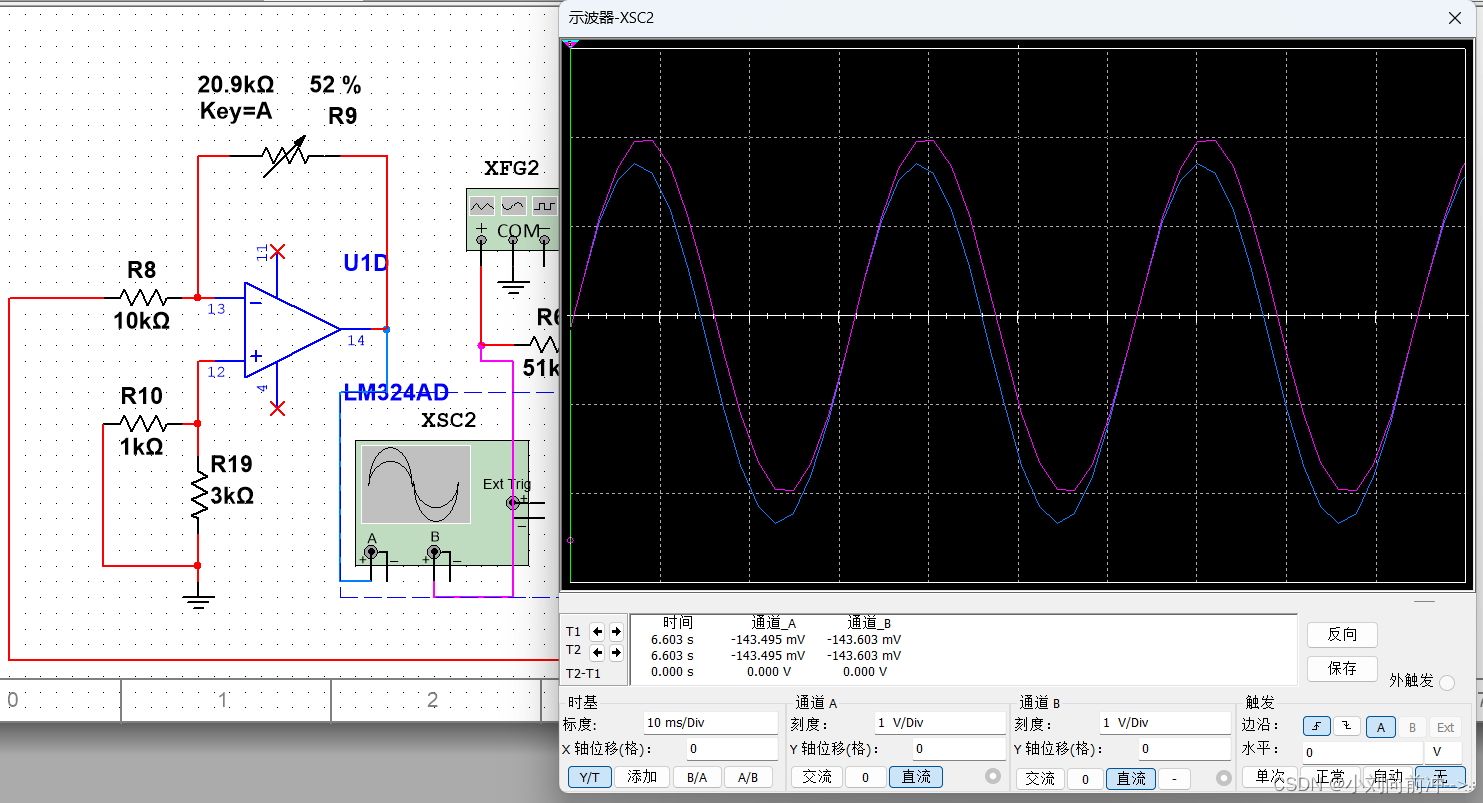 示波器-XSC2
20.9kΩ 52 %
Key=A R9
XFG2
+ COM −
11
U1D
R8
10kΩ
13
−
14
R6
51k
+
12
4
LM324AD
R10
1kΩ
XSC2
R19
3kΩ
Ext Trig
+
−
A B
+ − + −
0 1 2
时间 通道_A 通道_B
T1 6.603 s -143.495 mV -143.603 mV
T2 6.603 s -143.495 mV -143.603 mV
T2-T1 0.000 s 0.000 V 0.000 V
反向
保存
外触发
时基 通道 A 通道 B 触发
标度: 10 ms/Div 刻度: 1 V/Div 刻度: 1 V/Div 边沿: A B Ext
X 轴位移(格): 0 Y 轴位移(格): 0 Y 轴位移(格): 0 水平: 0 V
Y/T 添加 B/A A/B 交流 0 直流 交流 0 直流 - 单次 正常 自动 无
CSDN @小刘向前冲-->